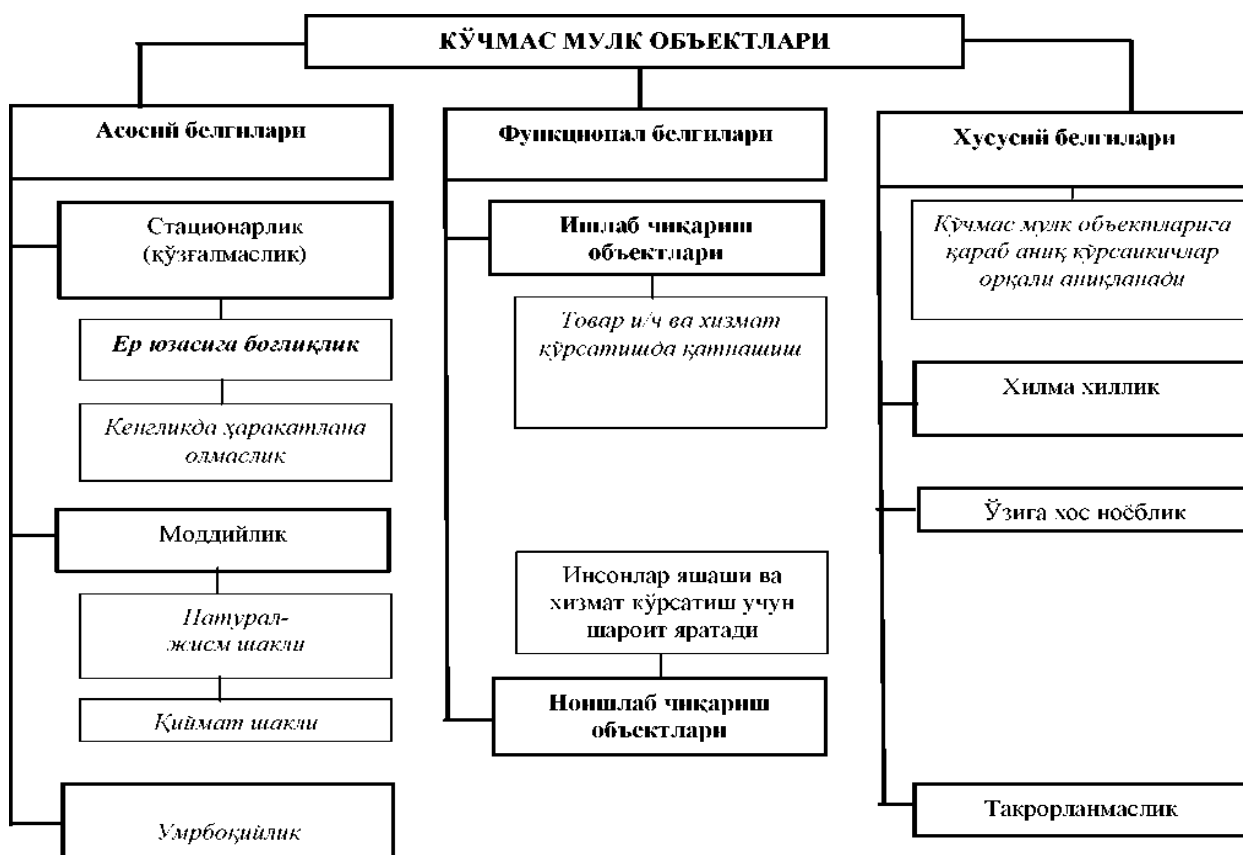 КЎЧМАС МУЛК ОБЪЕКТЛАРИ
Асосий белгилари
Стационарлик
(қўзғалмаслик)
Ер юзасига боғлиқлик
Кенгликда ҳаракатлана
олмаслик
Моддийлик
Натурал-
жисм шакли
Қиймат шакли
Умрбоқийлик
Функционал белгилари
Ишлаб чиқариш
объектлари
Товар и/ч ва хизмат
кўрсатишда қатнашиш
Инсонлар яшаши ва
хизмат кўрсатиш учун
шароит яратади
Ноишлаб чиқариш
объектлари
Хусусий белгилари
Кўчмас мулк объектларига
қараб аниқ кўрсаикичлар
орқали аниқланади
Хилма хиллик
Ўзига хос ноёблик
Такрорланмаслик